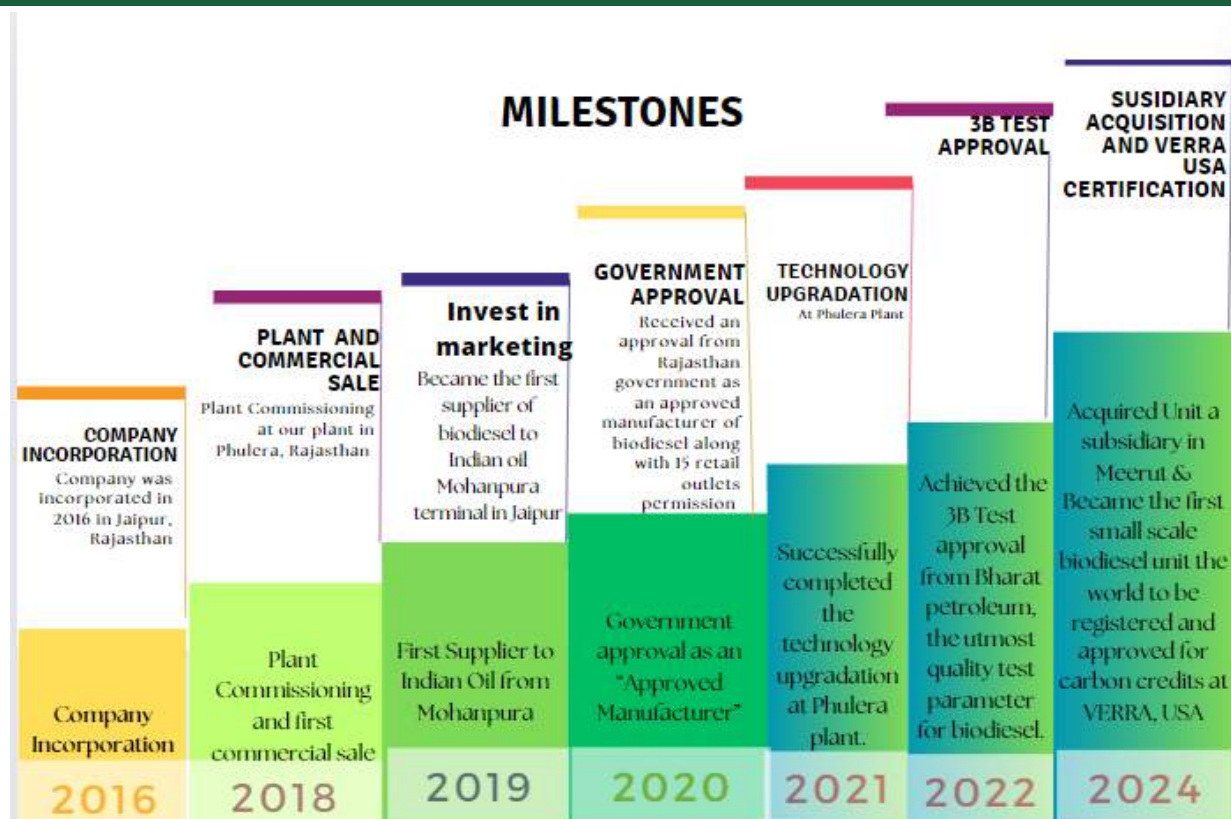 MILESTONES
COMPANY
INCORPORATION
Company was
incorporated in
2016 in Jaipur,
Rajasthan
Company
Incorporation
2016
PLANT AND
COMMERCIAL
SALE
Plant Commissioning
at our plant in
Phulera, Rajasthan
Plant
Commissioning
and first
commercial sale
2018
Invest in
marketing
Became the first
supplier of
biodiesel to
Indian oil
Mohanpura
terminal in Jaipur
First Supplier to
Indian Oil from
Mohanpura
2019
GOVERNMENT
APPROVAL
Received an
approval from
Rajasthan
government as
an approved
manufacturer of
biodiesel along
with 15 retail
outlets
permission
Government
approval as an
"Approved
Manufacturer"
2020
TECHNOLOGY
UPGRADATION
At Phulera Plant
Successfully
completed
the
technology
upgradation
at Phulera
plant.
2021
3B TEST
APPROVAL
Achieved the
3B Test
approval
from Bharat
petroleum,
the utmost
quality test
parameter
for biodiesel.
2022
SUSIDIARY
ACQUISITION
AND VERRA
USA
CERTIFICATION
Acquired Unit a
subsidiary in
Meerut &
Became the first
small scale
biodiesel unit the
world to be
registered and
approved for
carbon credits at
VERRA, USA
2024